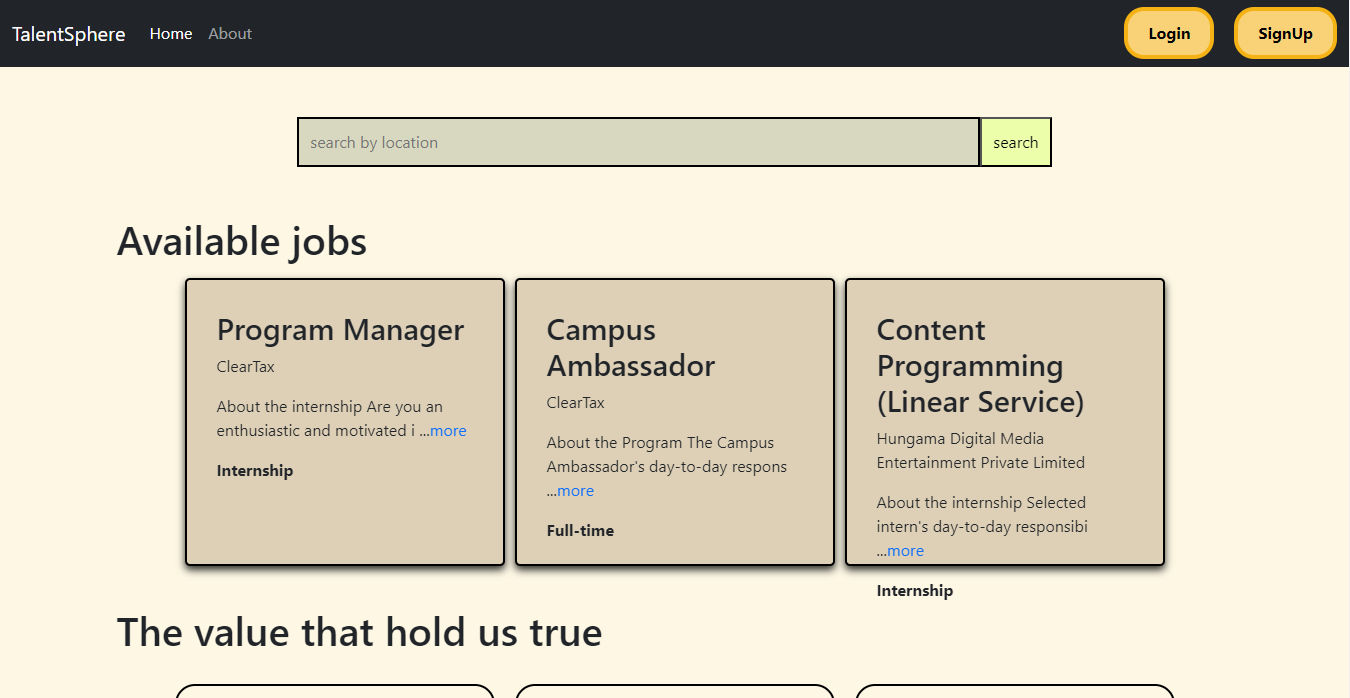 TalentSphere Home About Login SignUp
search by location search
Available jobs
Program Manager
ClearTax
About the internship Are you an
enthusiastic and motivated i ...more
Internship
Campus
Ambassador
ClearTax
About the Program The Campus
Ambassador's day-to-day respons
...more
Full-time
Content
Programming
(Linear Service)
Hungama Digital Media
Entertainment Private Limited
About the internship Selected
intern's day-to-day responsibi
...more
Internship
The value that hold us true